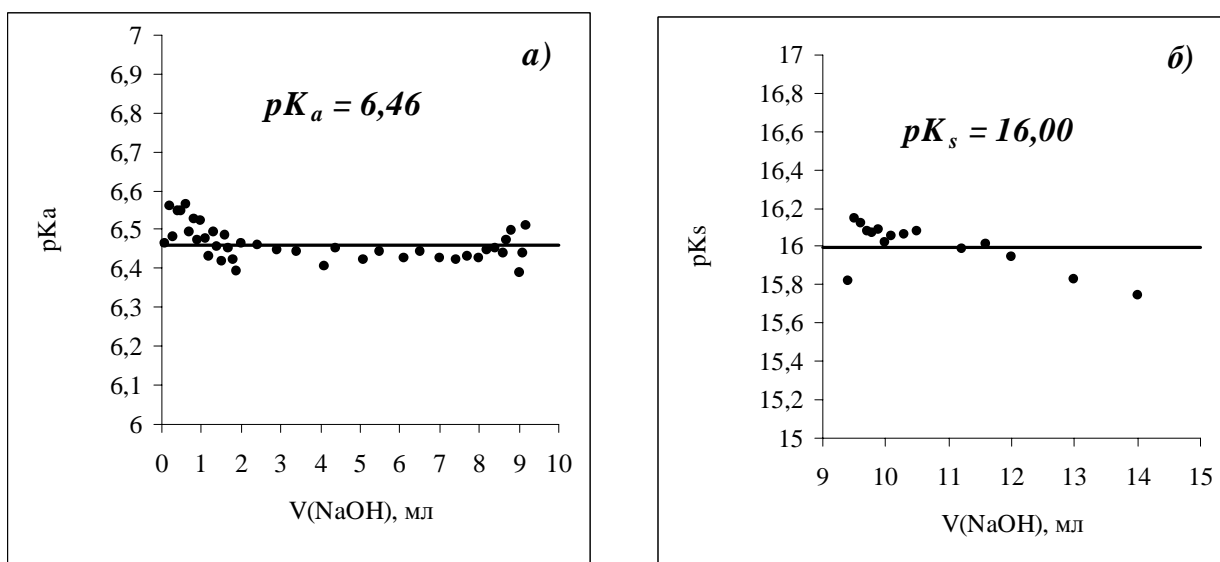 а)
pKa = 6,46
pKa
7
6,9
6,8
6,7
6,6
6,5
6,4
6,3
6,2
6,1
6
0 1 2 3 4 5 6 7 8 9 10
V(NaOH), мл
б)
pKs = 16,00
pKs
17
16,8
16,6
16,4
16,2
16
15,8
15,6
15,4
15,2
15
9 10 11 12 13 14 15
V(NaOH), мл